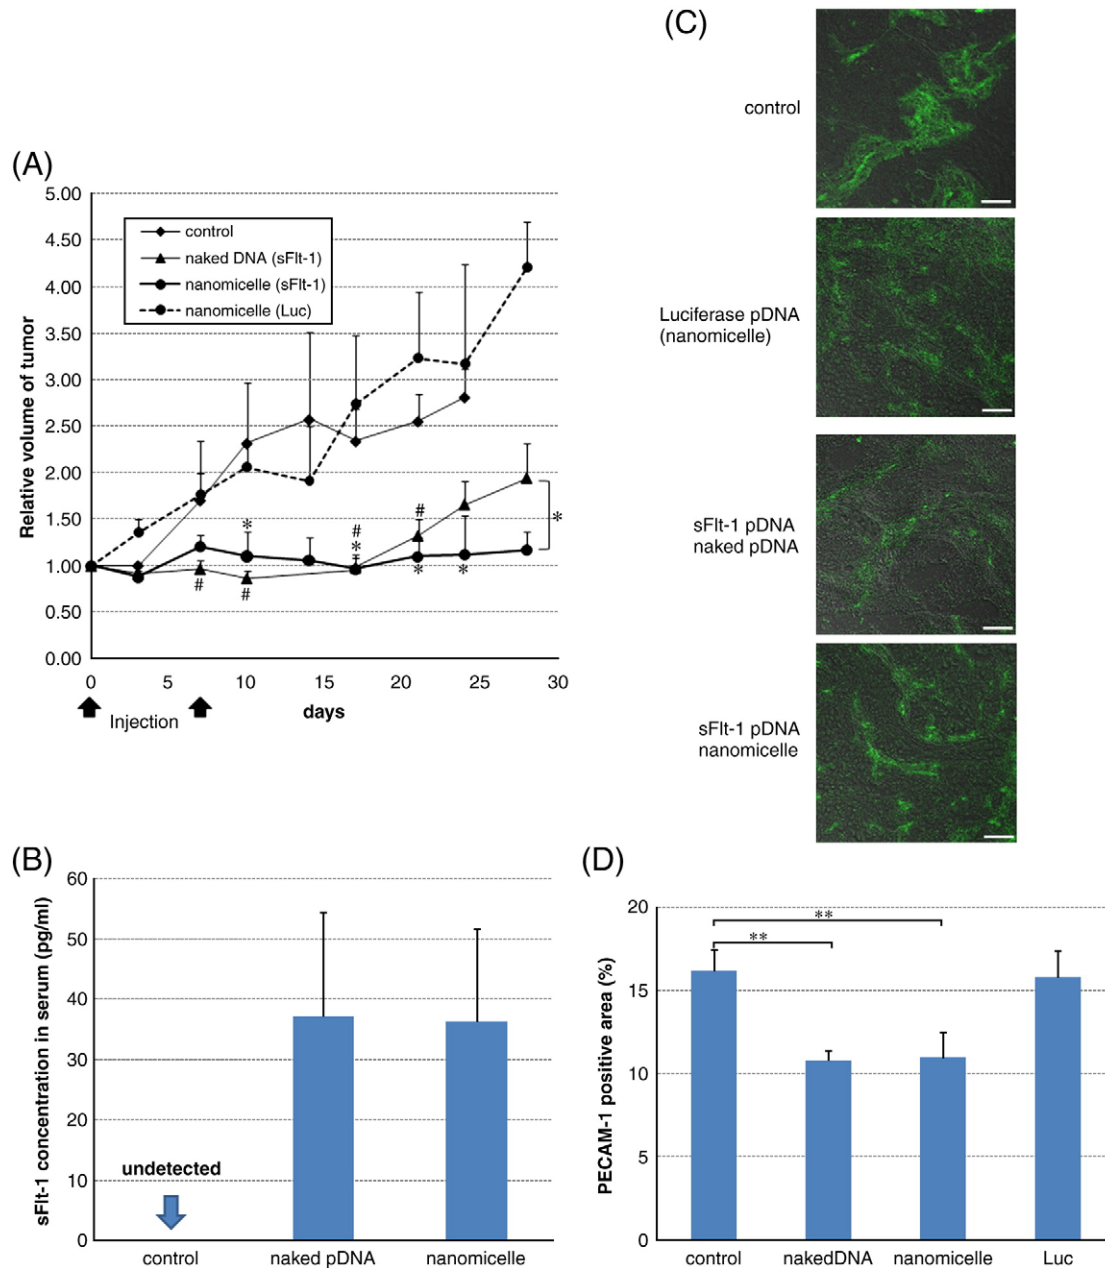 (A)
5.00
4.50
4.00
3.50
3.00
2.50
2.00
1.50
1.00
0.50
0.00
Relative volume of tumor
control
naked DNA (sFlt-1)
nanomicelle (sFlt-1)
nanomicelle (Luc)
*
#
*
#
*
#
#
*
*
0 5 10 15 20 25 30
Injection
days
(C)
control
Luciferase pDNA
(nanomicelle)
sFlt-1 pDNA
naked pDNA
sFlt-1 pDNA
nanomicelle
(B)
60
50
40
30
20
10
0
sFlt-1 concentration in serum (pg/ml)
undetected
control naked pDNA nanomicelle
(D)
20
15
10
5
0
PECAM-1 positive area (%)
**
**
control nakedDNA nanomicelle Luc